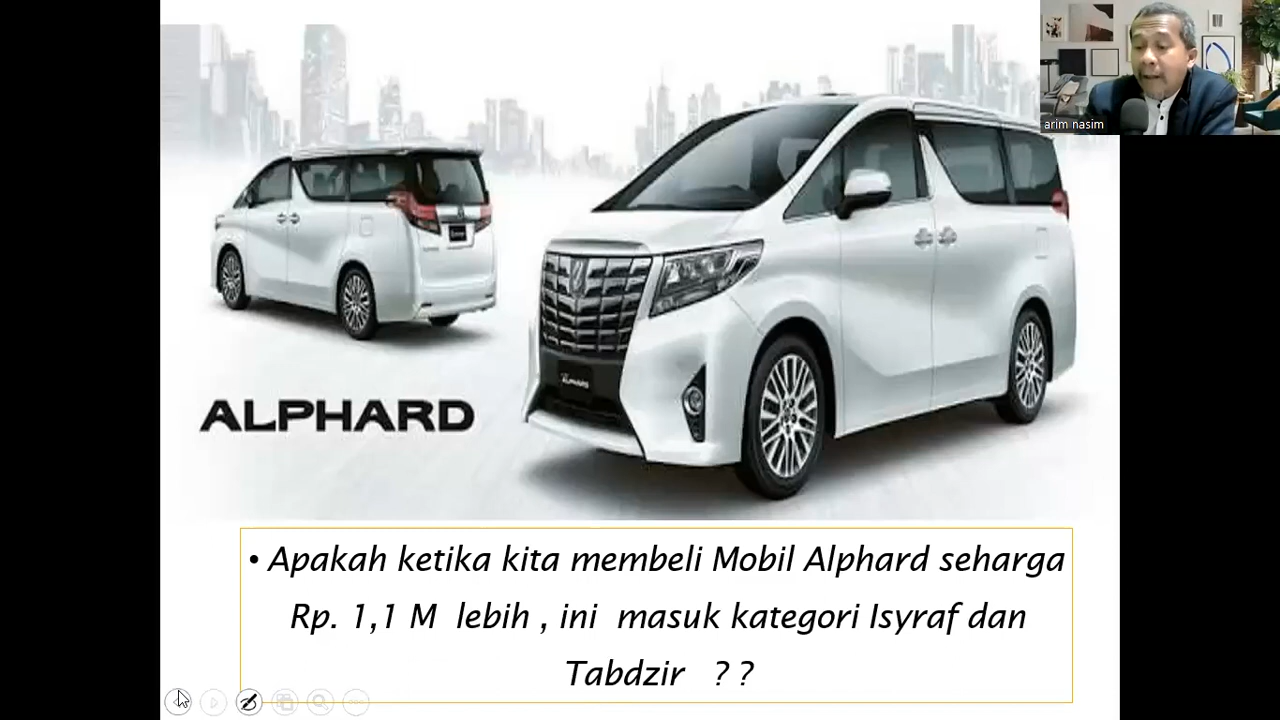 arim nasim
ALPHARD
ALPHARD
• Apakah ketika kita membeli Mobil Alphard seharga
Rp. 1,1 M lebih , ini masuk kategori Isyraf dan
Tabdzir ? ?